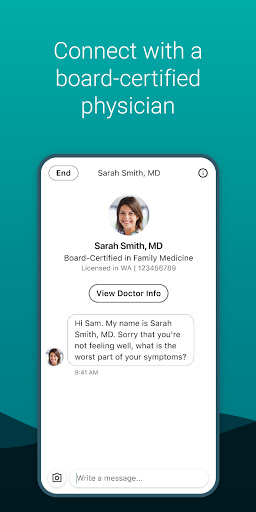 Connect with a
board-certified
physician
End
Sarah Smith, MD
Sarah Smith, MD
Board-Certified in Family Medicine
Licensed in WA | 123456789
View Doctor Info
Hi Sam. My name is Sarah
Smith, MD. Sorry that you're
not feeling well, what is the
worst part of your symptoms?
9:41 AM
Write a message...